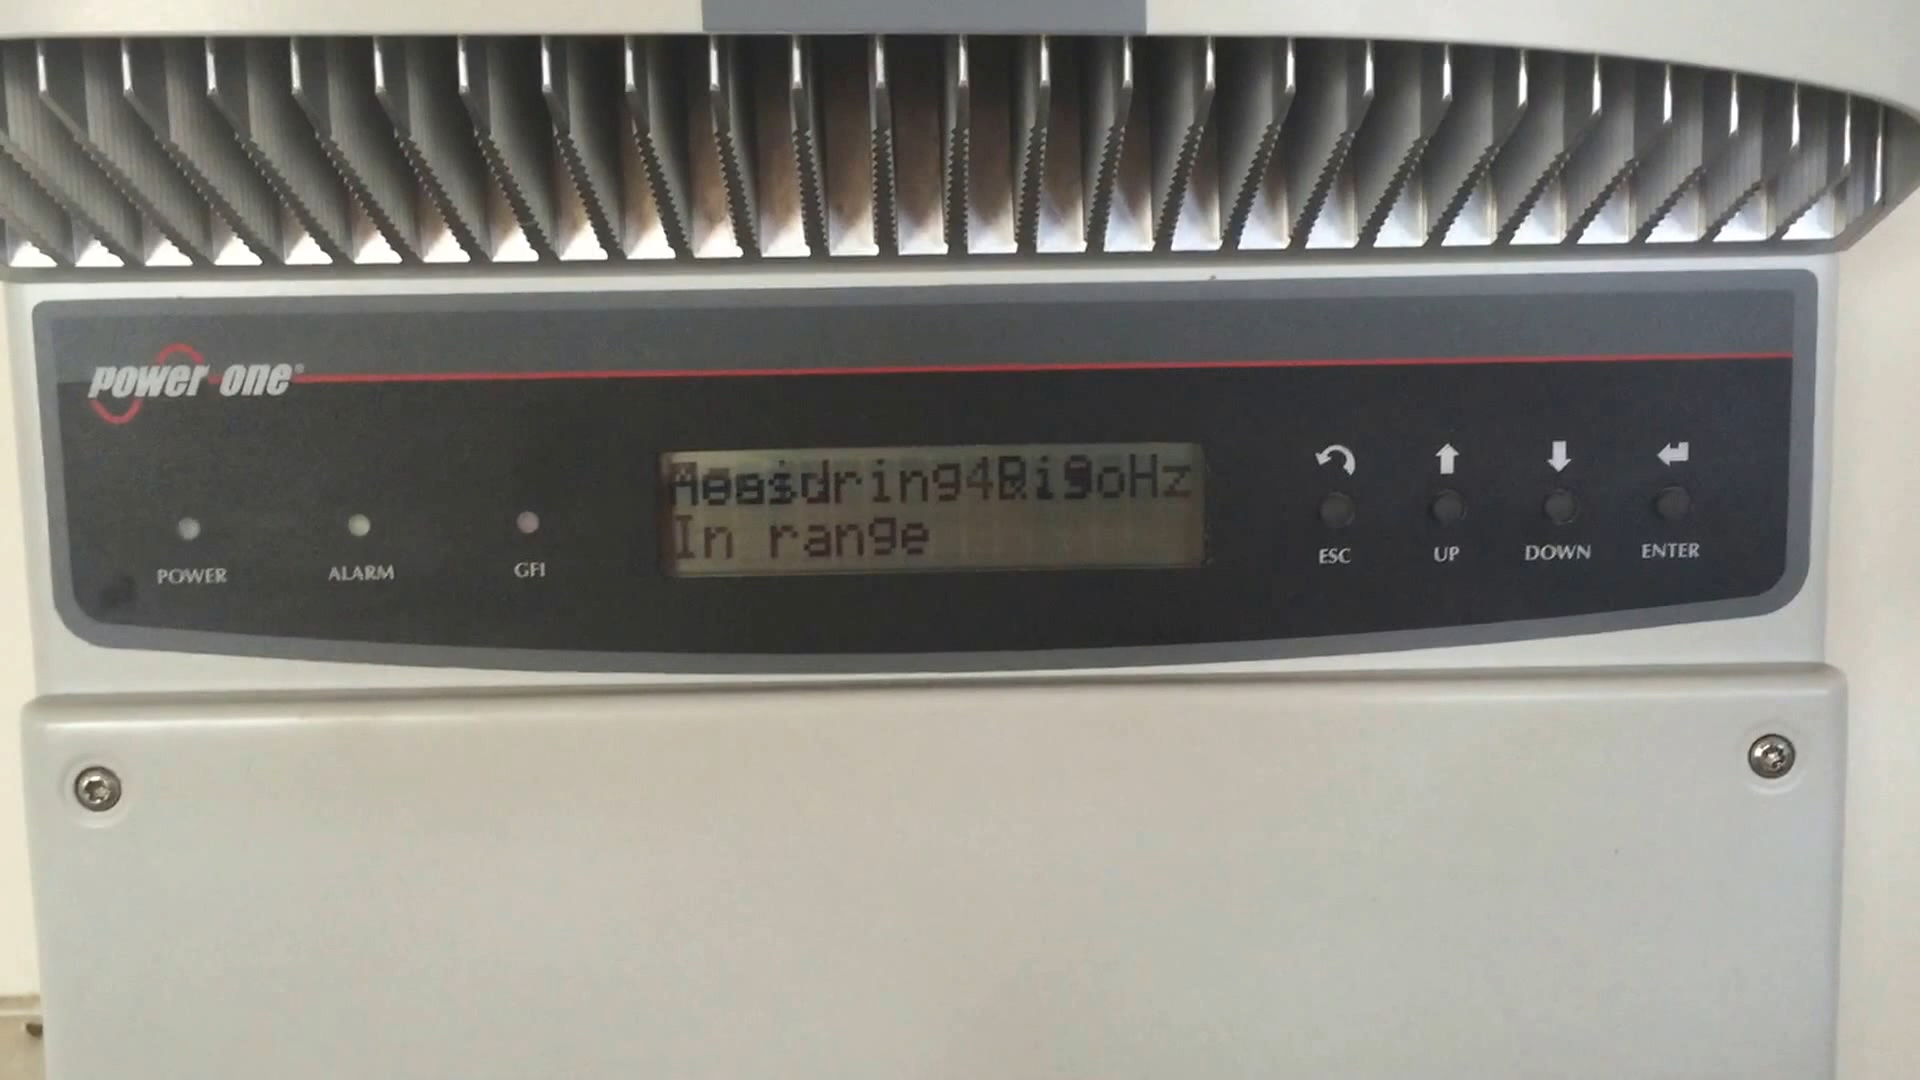 power-one®
In range
POWER
ALARM
GFI
ESC
UP
DOWN
ENTER